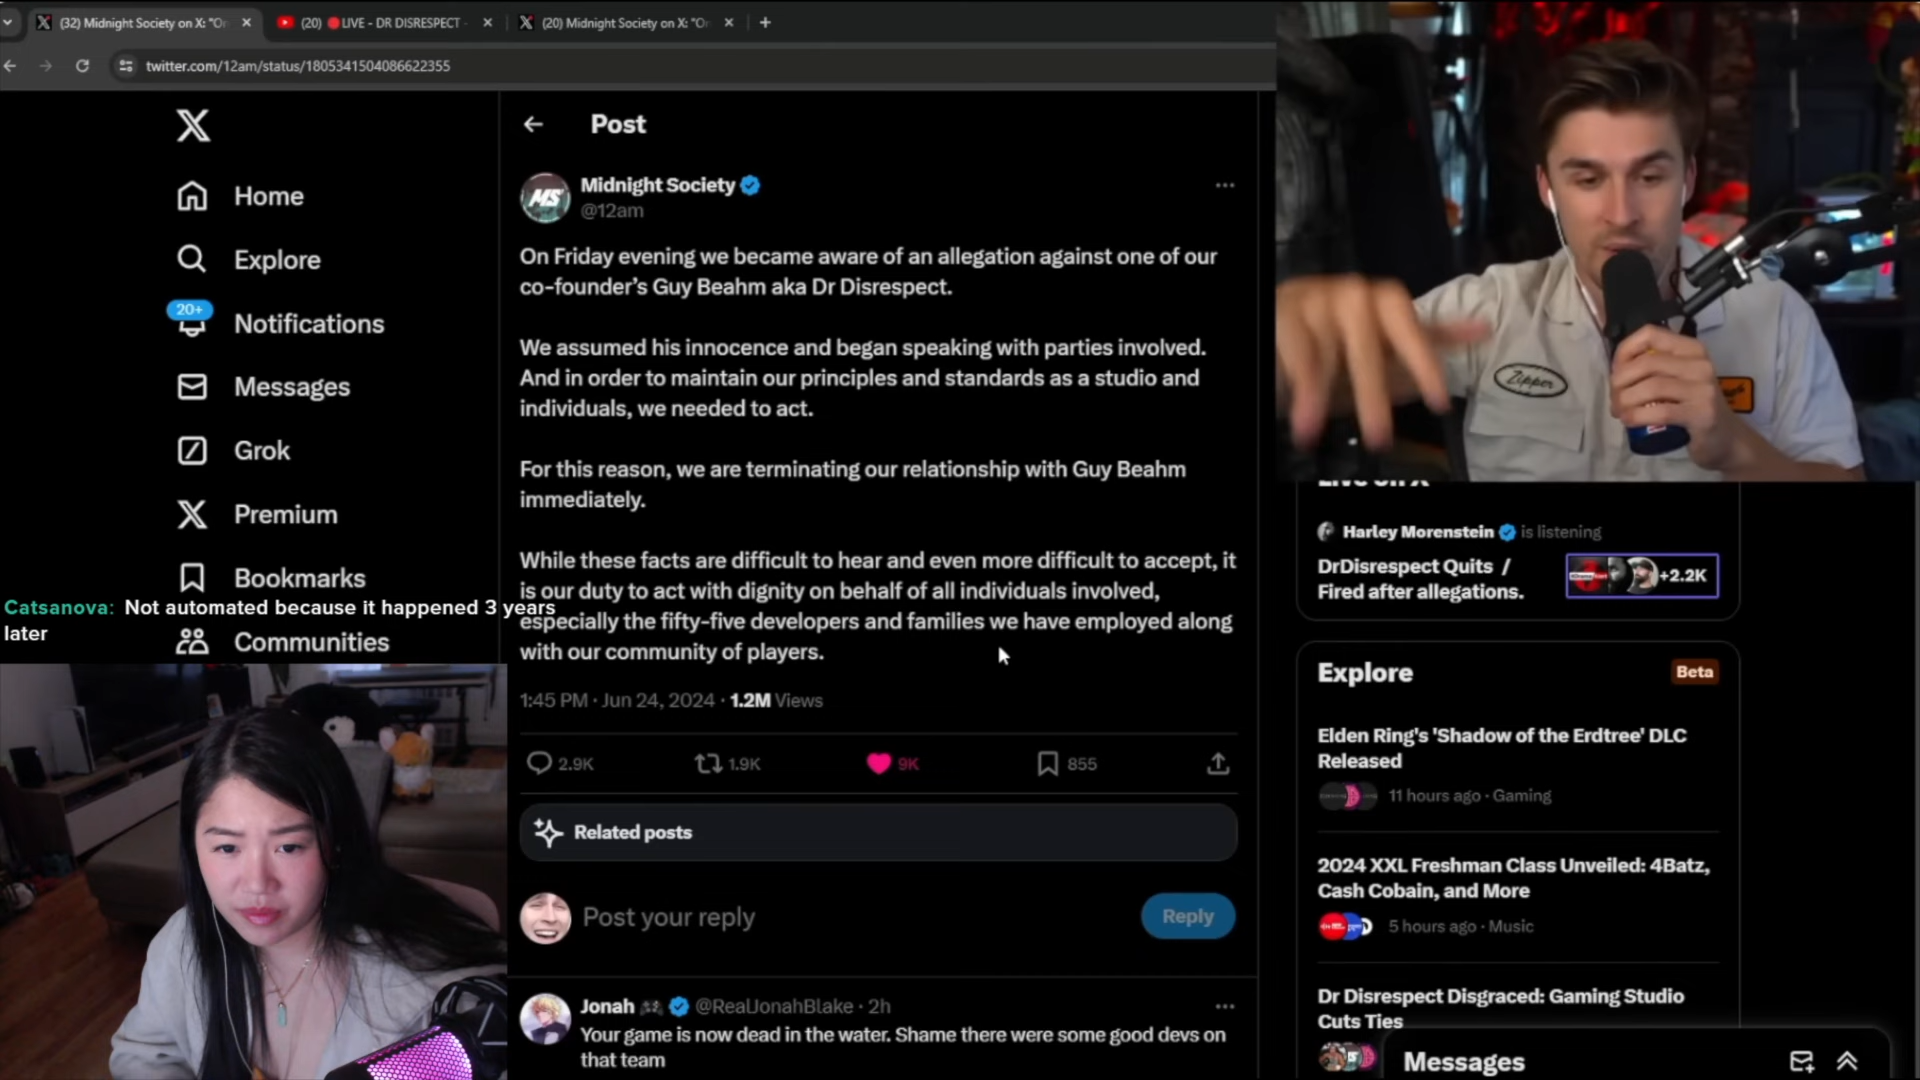 (32) Midnight Society on X: "On
(20) 🔴LIVE - DR DISRESPECT -
(20) Midnight Society on X: "On
twitter.com/12am/status/1805341504086622355
Home
Explore
20+
Notifications
Messages
Grok
Premium
Bookmarks
Communities
Catsanova: Not automated because it happened 3 years
later
Post
MS
Midnight Society
@12am
On Friday evening we became aware of an allegation against one of our
co-founder’s Guy Beahm aka Dr Disrespect.
We assumed his innocence and began speaking with parties involved.
And in order to maintain our principles and standards as a studio and
individuals, we needed to act.
For this reason, we are terminating our relationship with Guy Beahm
immediately.
While these facts are difficult to hear and even more difficult to accept, it
is our duty to act with dignity on behalf of all individuals involved,
especially the fifty-five developers and families we have employed along
with our community of players.
1:45 PM · Jun 24, 2024 · 1.2M Views
2.9K
1.9K
9K
855
Related posts
Post your reply
Reply
Jonah 🎮 @RealJonahBlake · 2h
Your game is now dead in the water. Shame there were some good devs on
that team
Zipper
Live on X
Harley Morenstein is listening
DrDisrespect Quits /
Fired after allegations.
+2.2K
Explore
Beta
Elden Ring's 'Shadow of the Erdtree' DLC
Released
11 hours ago · Gaming
2024 XXL Freshman Class Unveiled: 4Batz,
Cash Cobain, and More
5 hours ago · Music
Dr Disrespect Disgraced: Gaming Studio
Cuts Ties
Messages